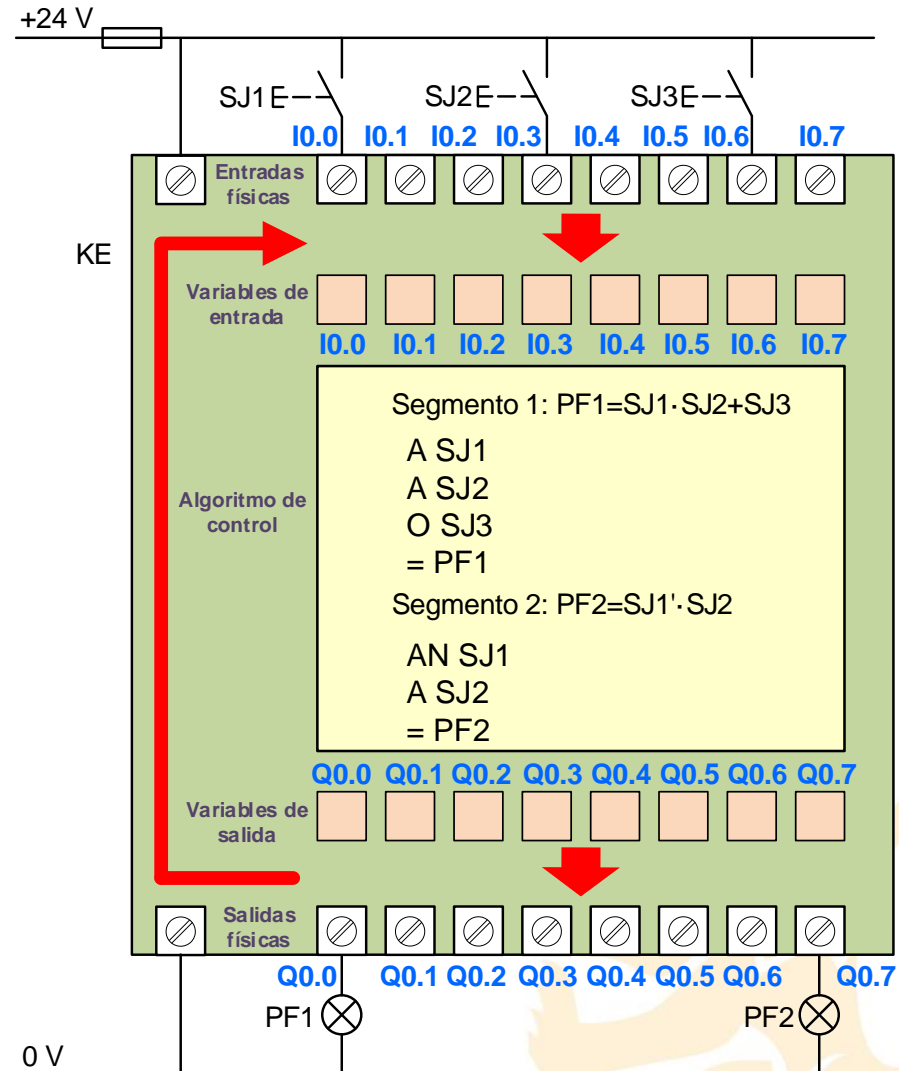 +24 V
SJ1 SJ2 SJ3
I0.0 I0.1 I0.2 I0.3 I0.4 I0.5 I0.6 I0.7
Entradas
físicas
KE
Variables de
entrada
I0.0 I0.1 I0.2 I0.3 I0.4 I0.5 I0.6 I0.7
Segmento 1: PF1=SJ1·SJ2+SJ3
A SJ1
A SJ2
O SJ3
= PF1
Algoritmo de
control
Segmento 2: PF2=SJ1'·SJ2
AN SJ1
A SJ2
= PF2
Q0.0 Q0.1 Q0.2 Q0.3 Q0.4 Q0.5 Q0.6 Q0.7
Variables de
salida
Salidas
físicas
Q0.0 Q0.1 Q0.2 Q0.3 Q0.4 Q0.5 Q0.6 Q0.7
PF1 PF2
0 V